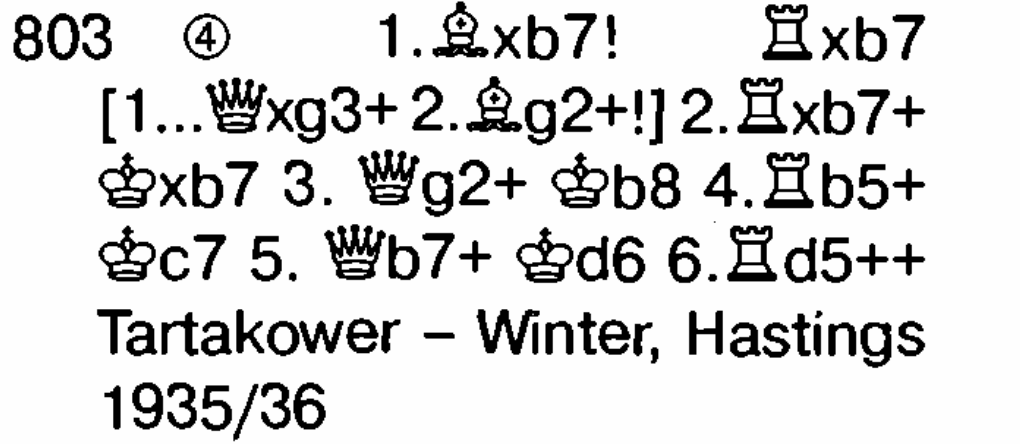 803 ④ 1.♗xb7! ♖xb7
[1...♕xg3+ 2.♗g2+!] 2.♖xb7+
♔xb7 3. ♕g2+ ♔b8 4.♖b5+
♔c7 5. ♕b7+ ♔d6 6.♖d5++
Tartakower – Winter, Hastings
1935/36